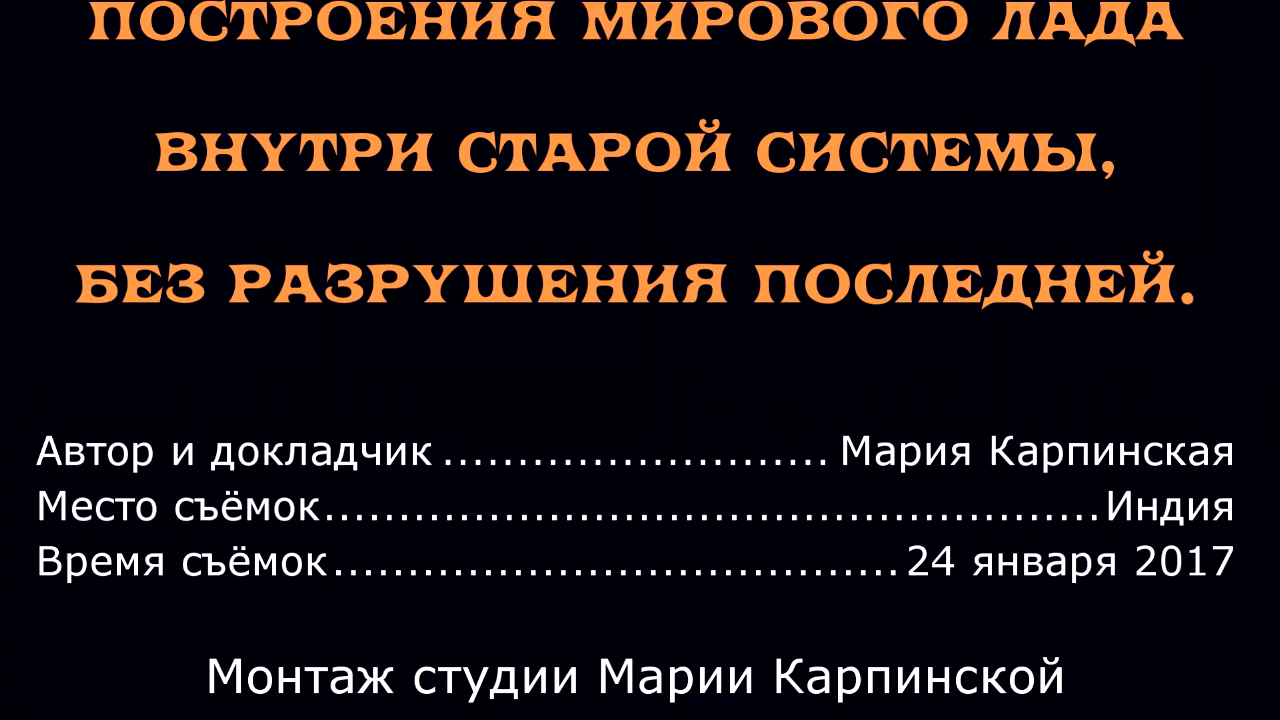 ПОСТРОЕНИЯ МИРОВОГО ЛАДА
ВНУТРИ СТАРОЙ СИСТЕМЫ,
БЕЗ РАЗРУШЕНИЯ ПОСЛЕДНЕЙ.
Автор и докладчик.......................... Мария Карпинская
Место съёмок....................................................Индия
Время съёмок......................................24 января 2017
Монтаж студии Марии Карпинской